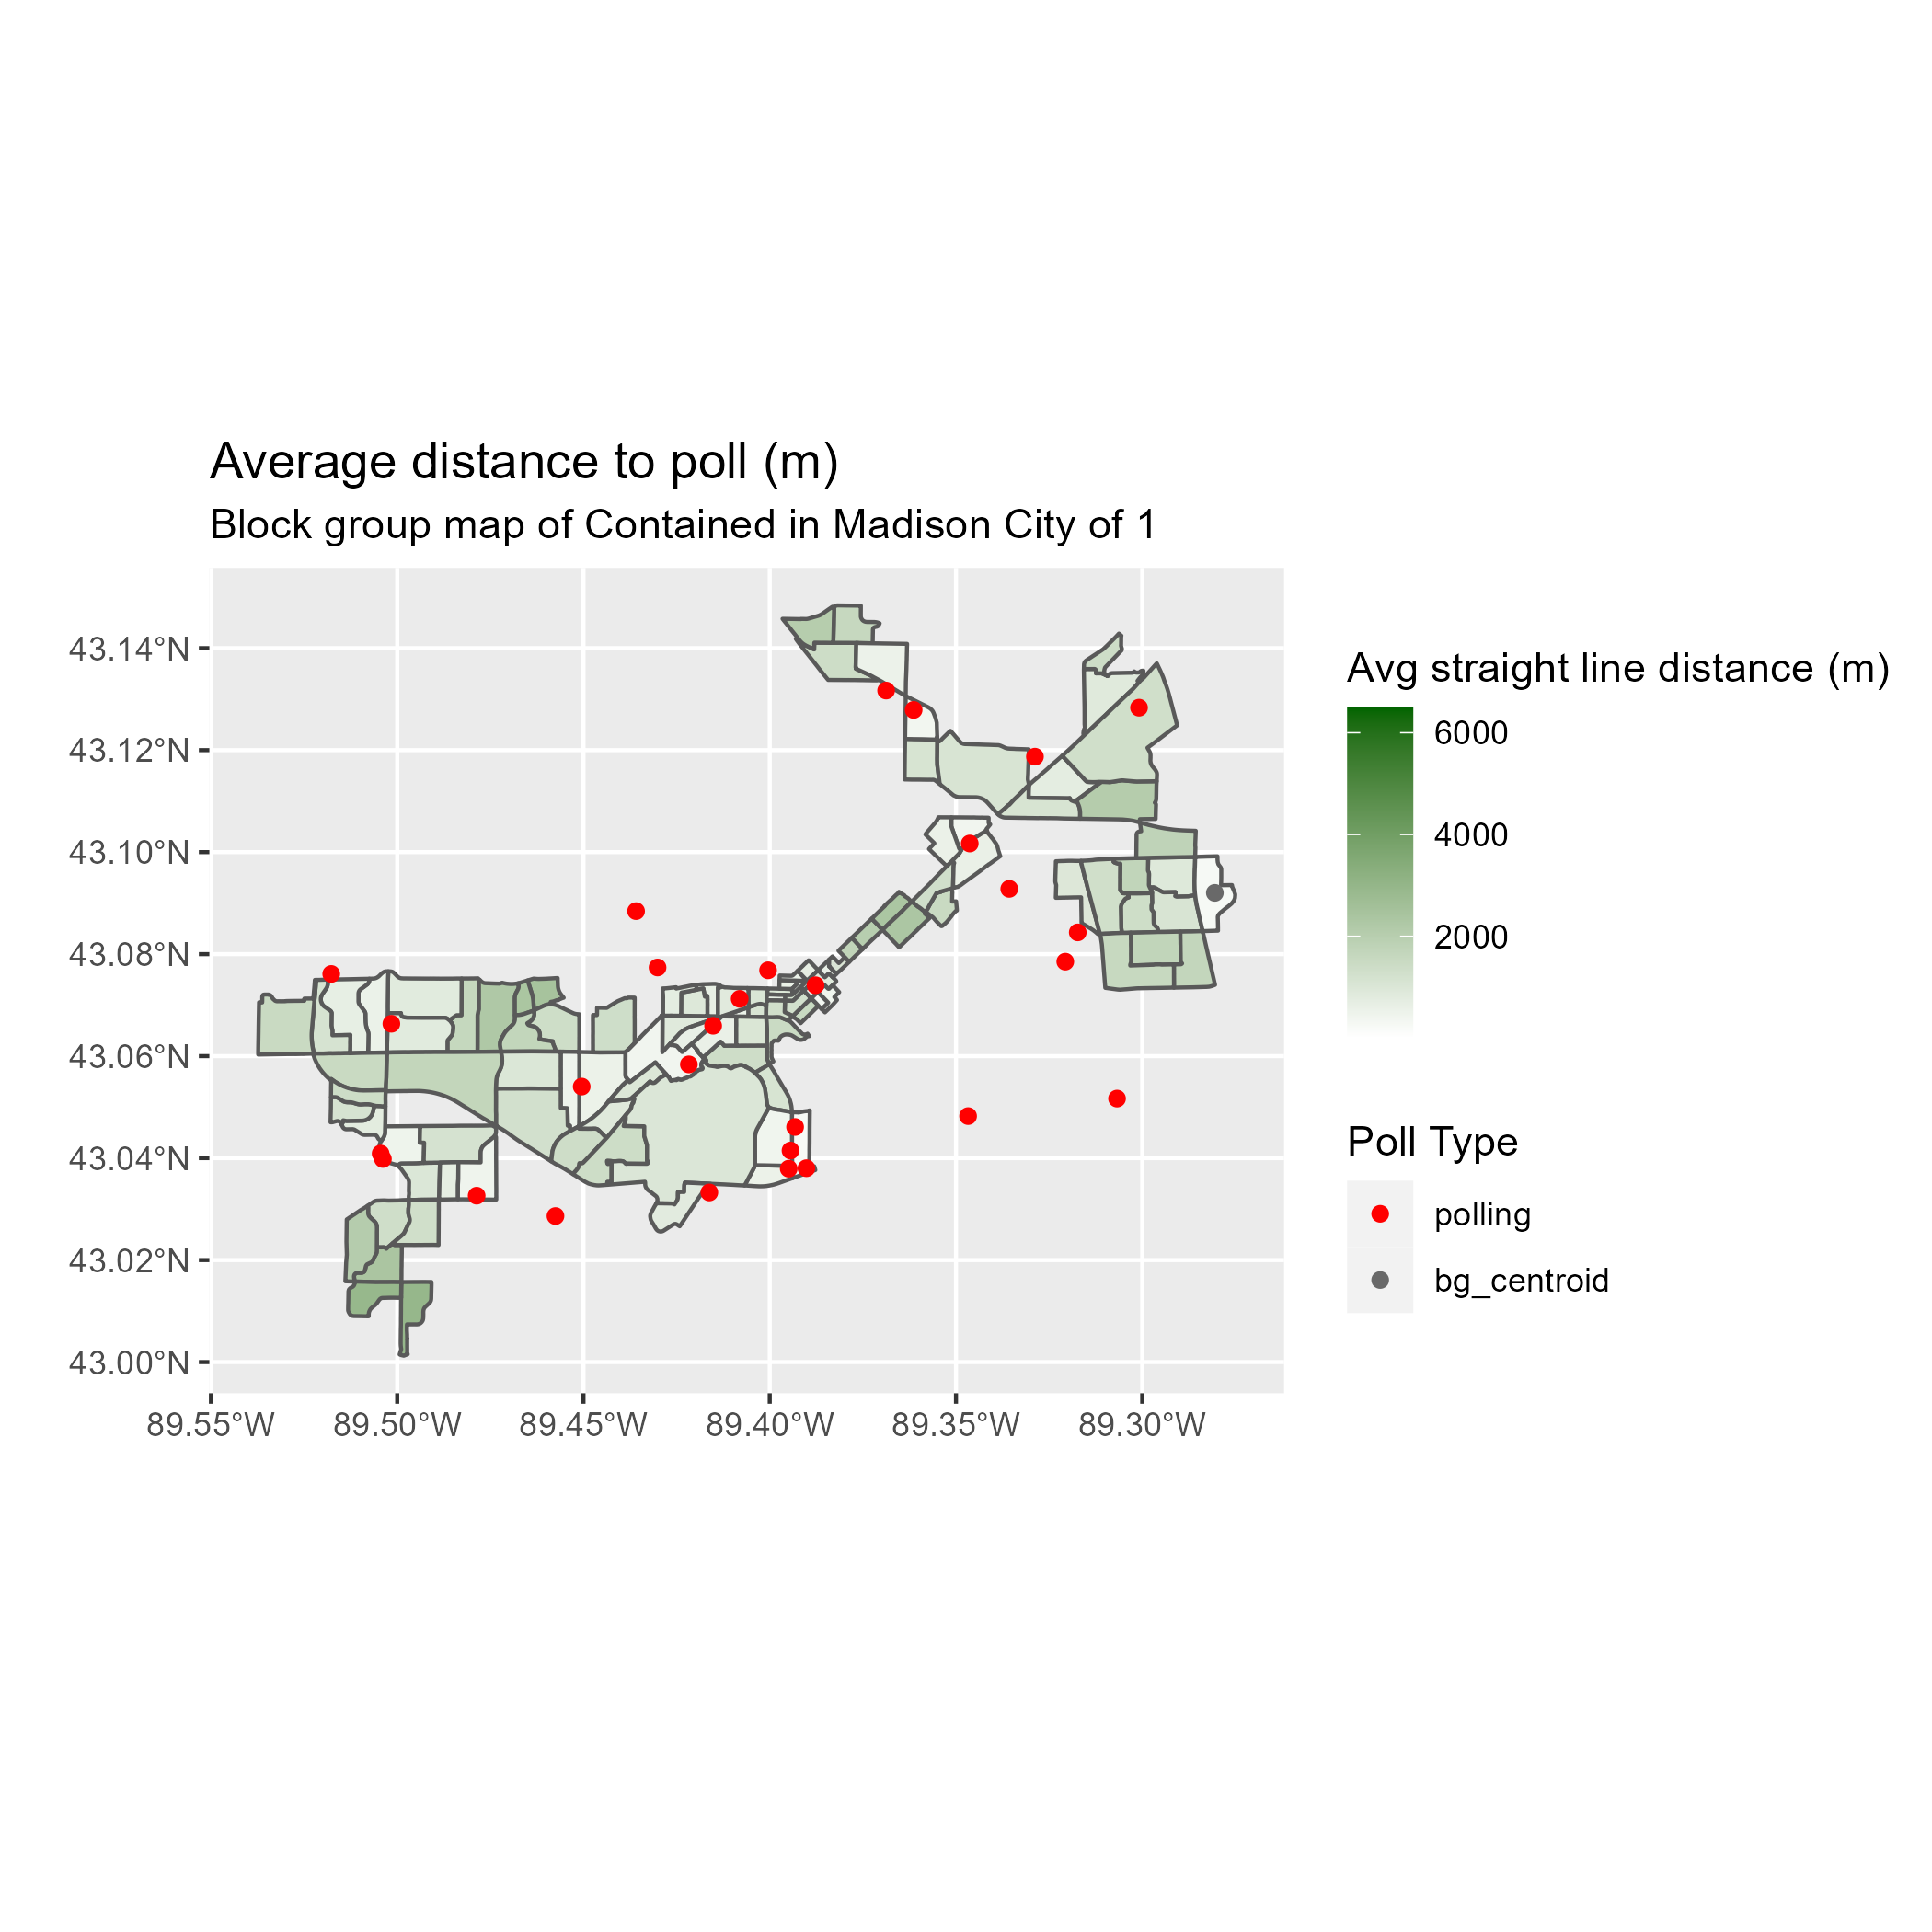 Average distance to poll (m)
Block group map of Contained in Madison City of 1
43.14°N
43.12°N
43.10°N
43.08°N
43.06°N
43.04°N
43.02°N
43.00°N
89.55°W 89.50°W 89.45°W 89.40°W 89.35°W 89.30°W
Avg straight line distance (m)
6000
4000
2000
Poll Type
polling
bg_centroid